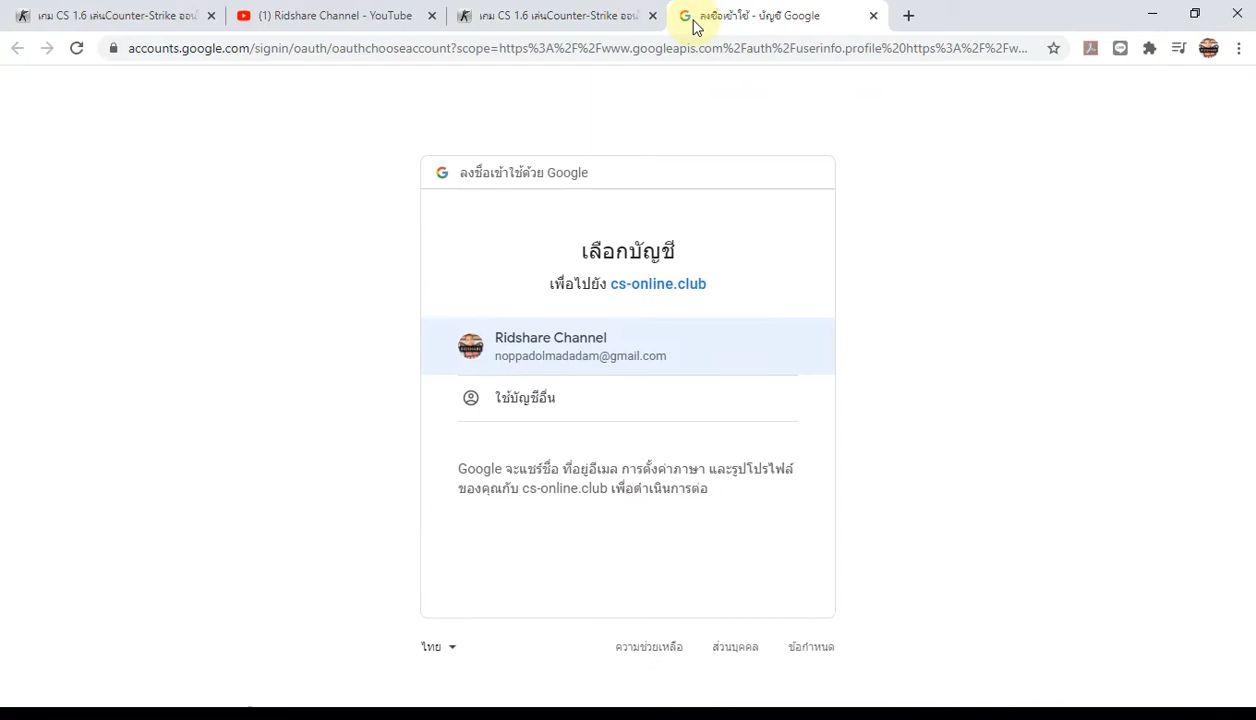 เกม CS 1.6 เล่นCounter-Strike ออน
(1) Ridshare Channel - YouTube
เกม CS 1.6 เล่นCounter-Strike ออน
ลงชื่อเข้าใช้ - บัญชี Google
accounts.google.com/signin/oauth/oauthchooseaccount?scope=https%3A%2F%2Fwww.googleapis.com%2Fauth%2Fuserinfo.profile%20https%3A%2F%2Fw...
ลงชื่อเข้าใช้ด้วย Google
เลือกบัญชี
เพื่อไปยัง cs-online.club
Ridshare Channel
noppadolmadadam@gmail.com
ใช้บัญชีอื่น
Google จะแชร์ชื่อ ที่อยู่อีเมล การตั้งค่าภาษา และรูปโปรไฟล์
ของคุณกับ cs-online.club เพื่อดำเนินการต่อ
ไทย
ความช่วยเหลือ
ส่วนบุคคล
ข้อกำหนด